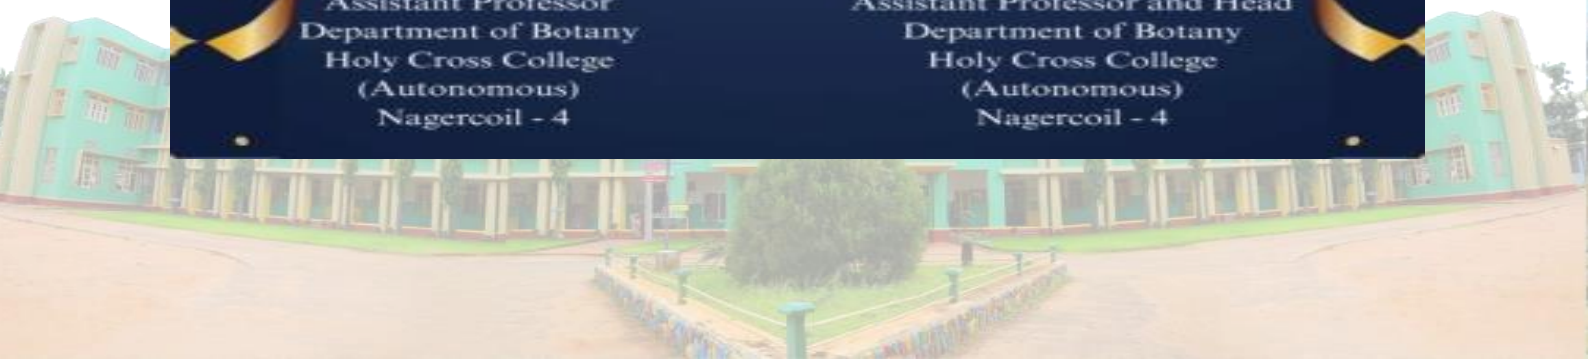 Assistant Professor
Department of Botany
Holy Cross College
(Autonomous)
Nagercoil - 4
Assistant Professor and Head
Department of Botany
Holy Cross College
(Autonomous)
Nagercoil - 4